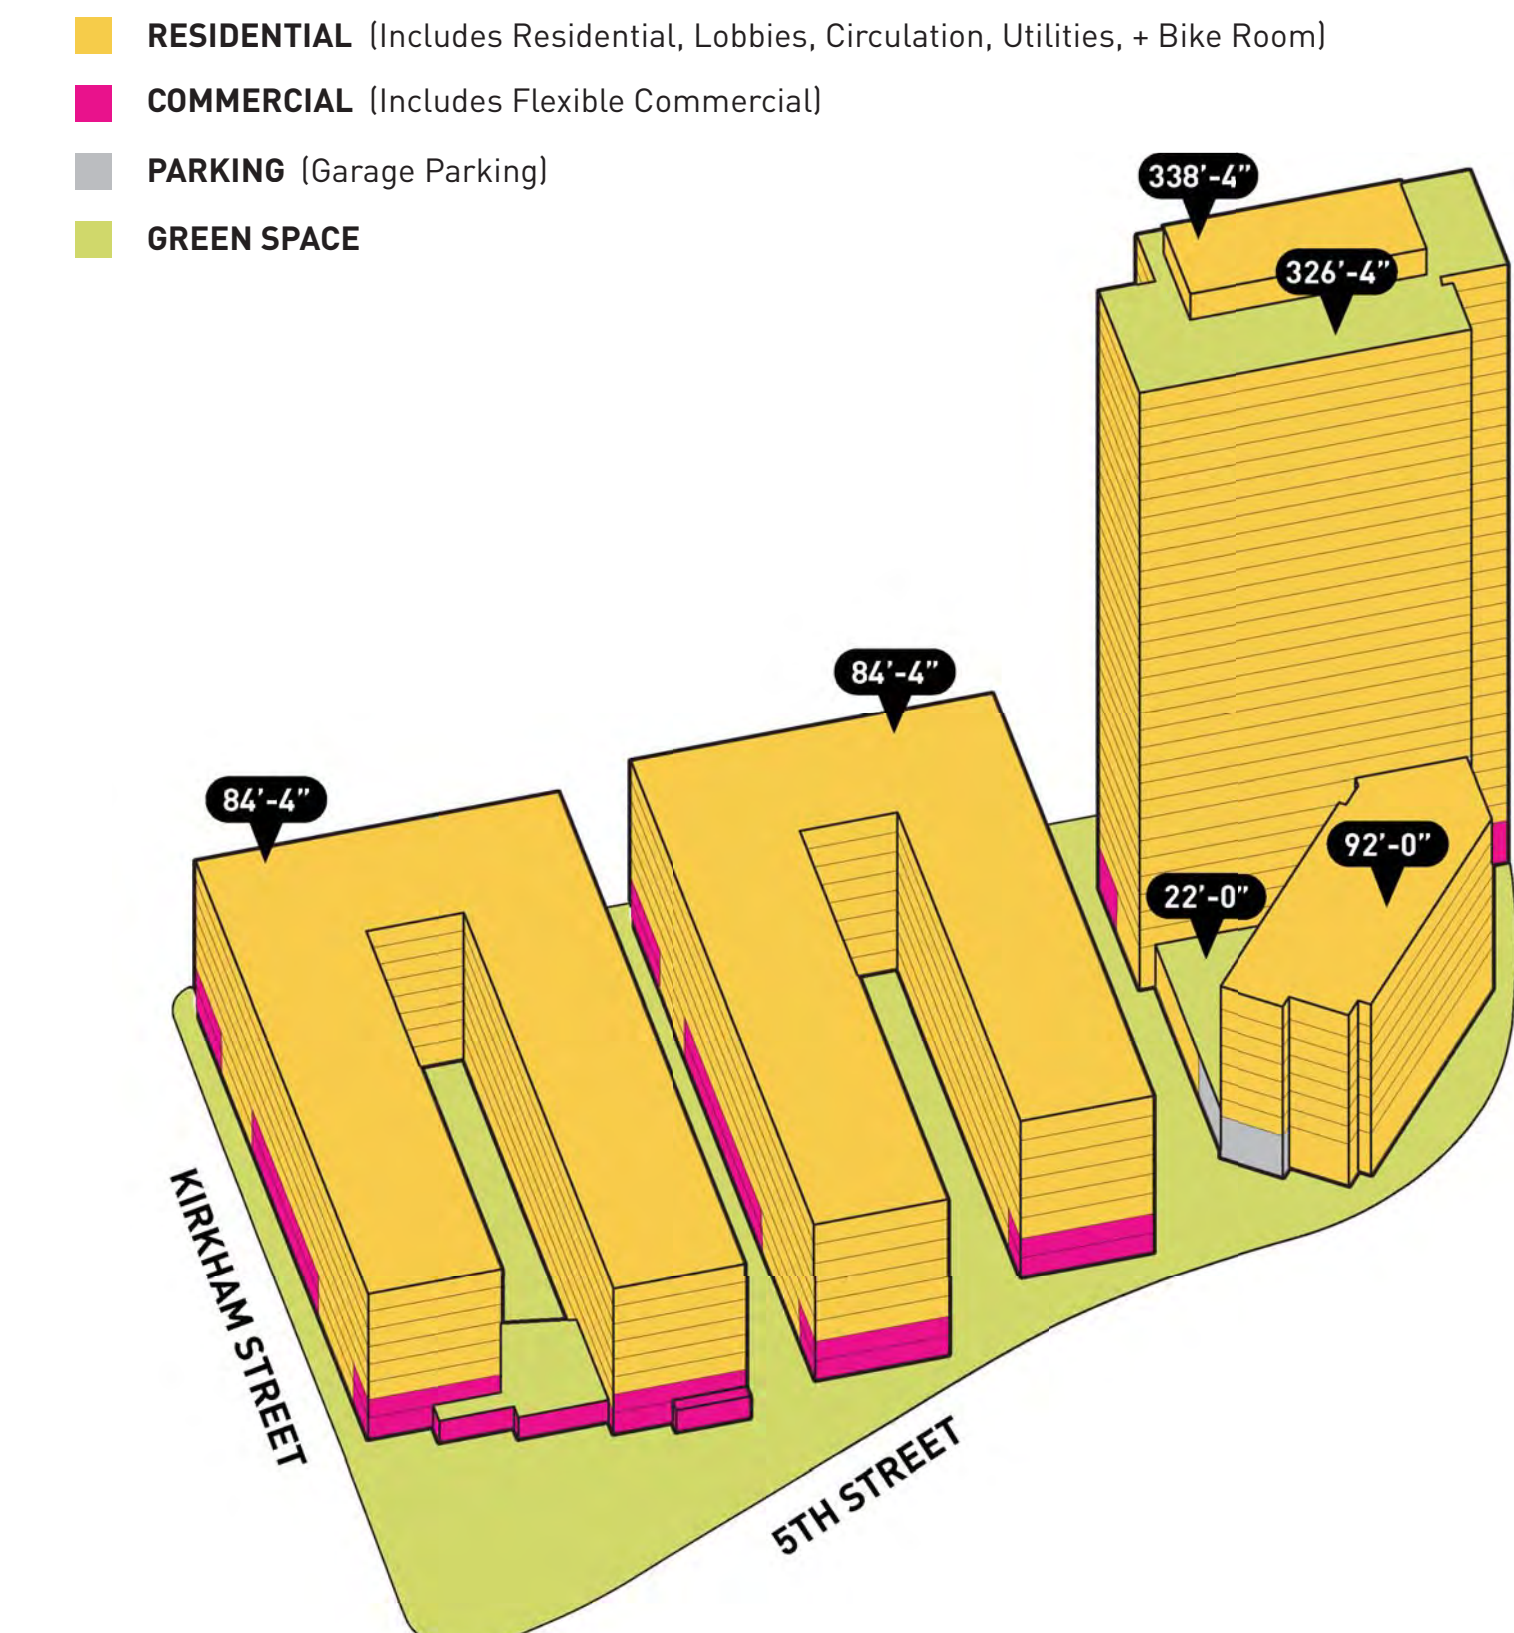 RESIDENTIAL (Includes Residential, Lobbies, Circulation, Utilities, + Bike Room)
COMMERCIAL (Includes Flexible Commercial)
PARKING (Garage Parking)
GREEN SPACE
338’-4”
326’-4”
84’-4”
84’-4”
92’-0”
22’-0”
KIRKHAM STREET
5TH STREET